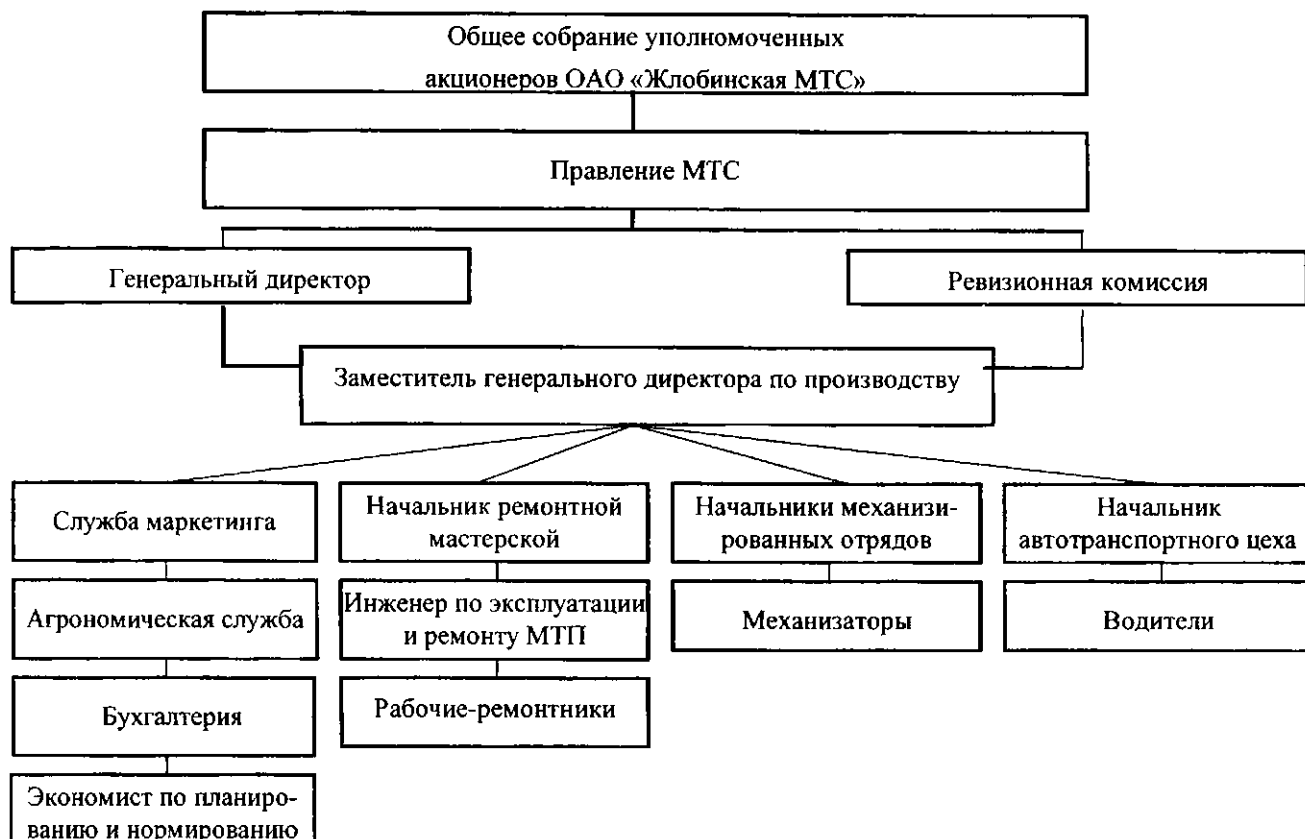 Общее собрание уполномоченных
акционеров ОАО «Жлобинская МТС»
Правление МТС
Генеральный директор
Ревизионная комиссия
Заместитель генерального директора по производству
Служба маркетинга
Начальник ремонтной
мастерской
Начальники механизи-
рованных отрядов
Начальник
автотранспортного цеха
Агрономическая служба
Инженер по эксплуатации
и ремонту МТП
Механизаторы
Водители
Бухгалтерия
Рабочие-ремонтники
Экономист по планиро-
ванию и нормированию